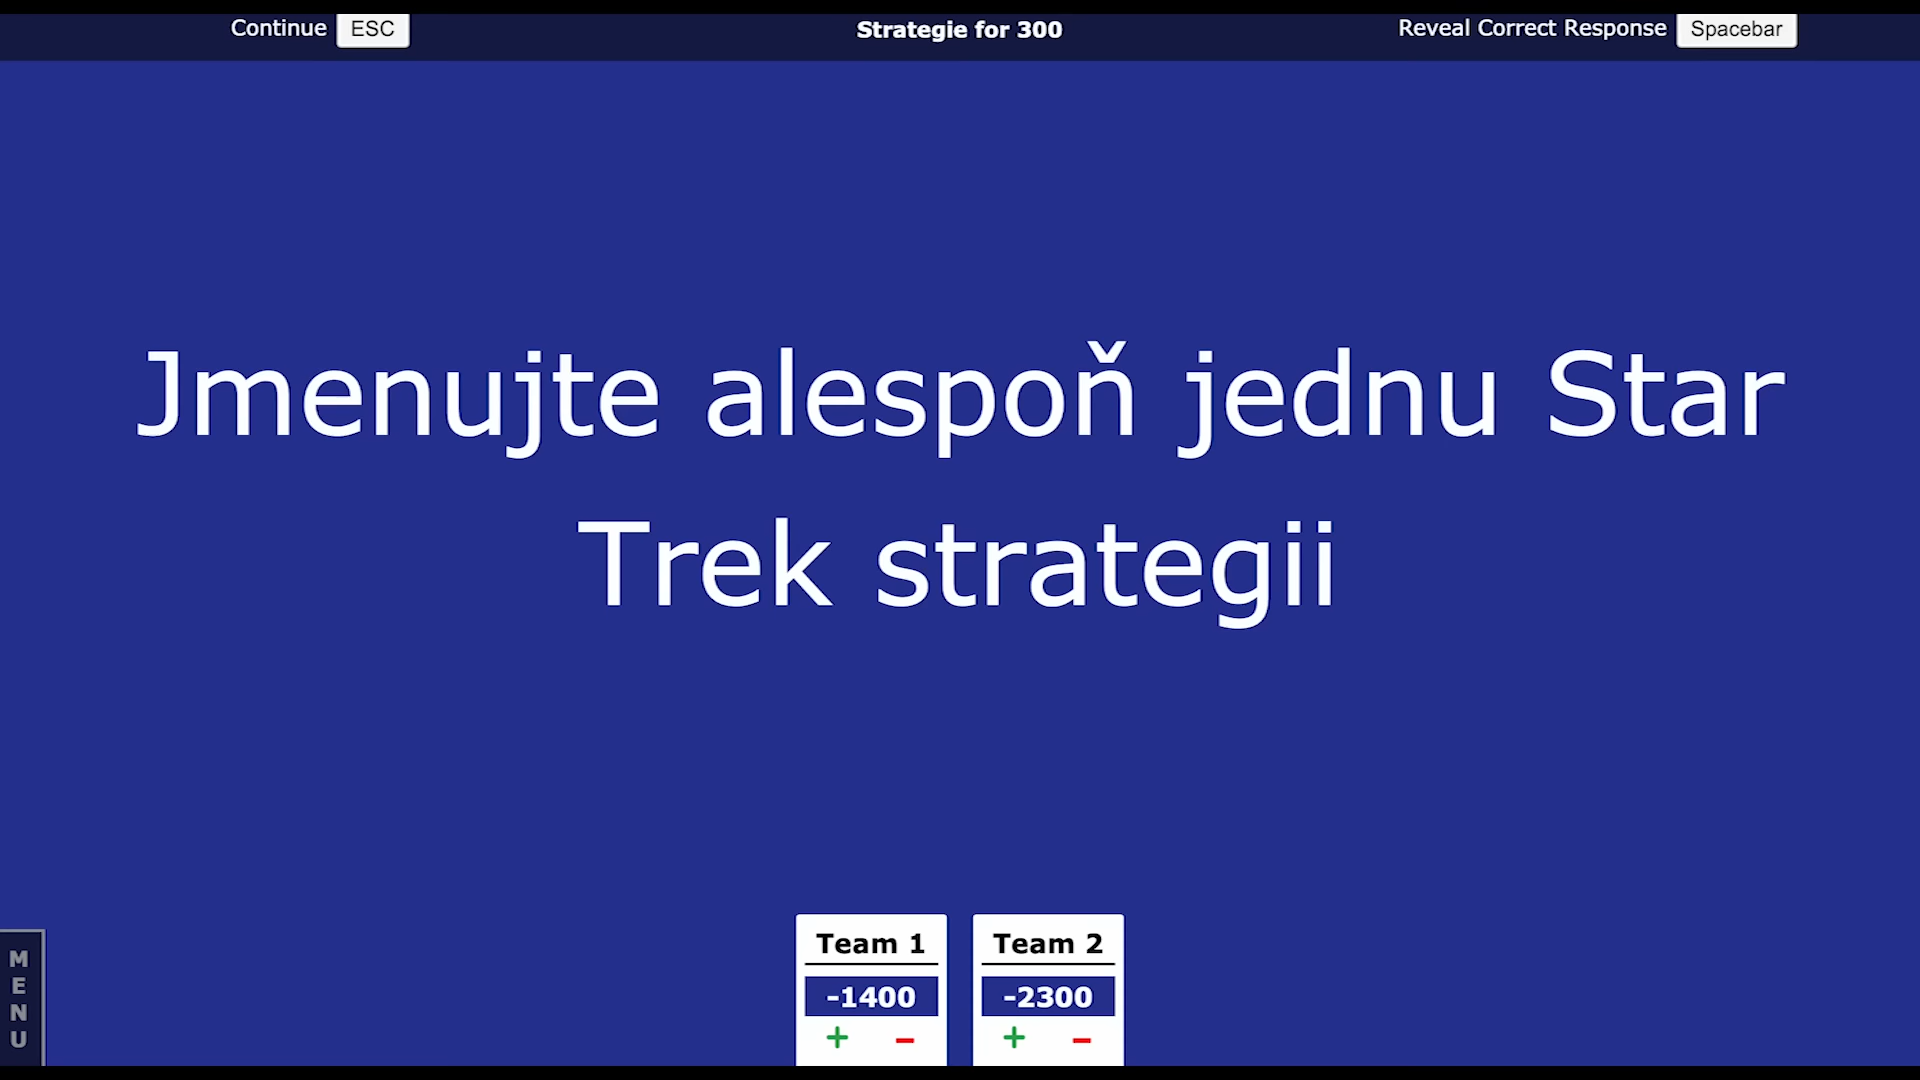 Continue ESC
Strategie for 300
Reveal Correct Response Spacebar
Jmenujte alespoň jednu Star
Trek strategii
MENU
Team 1
-1400
+ -
Team 2
-2300
+ -